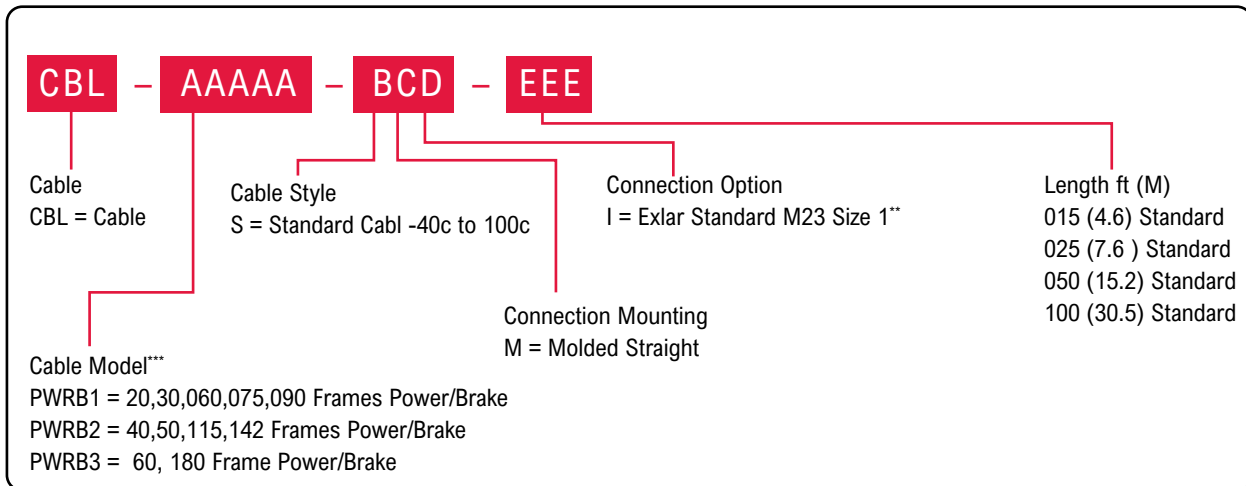 CBL – AAAAA – BCD – EEE
Cable
CBL = Cable
Cable Style
S = Standard Cabl -40c to 100c
Connection Option
I = Exlar Standard M23 Size 1**
Length ft (M)
015 (4.6) Standard
025 (7.6 ) Standard
050 (15.2) Standard
100 (30.5) Standard
Connection Mounting
M = Molded Straight
Cable Model***
PWRB1 = 20,30,060,075,090 Frames Power/Brake
PWRB2 = 40,50,115,142 Frames Power/Brake
PWRB3 =  60, 180 Frame Power/Brake